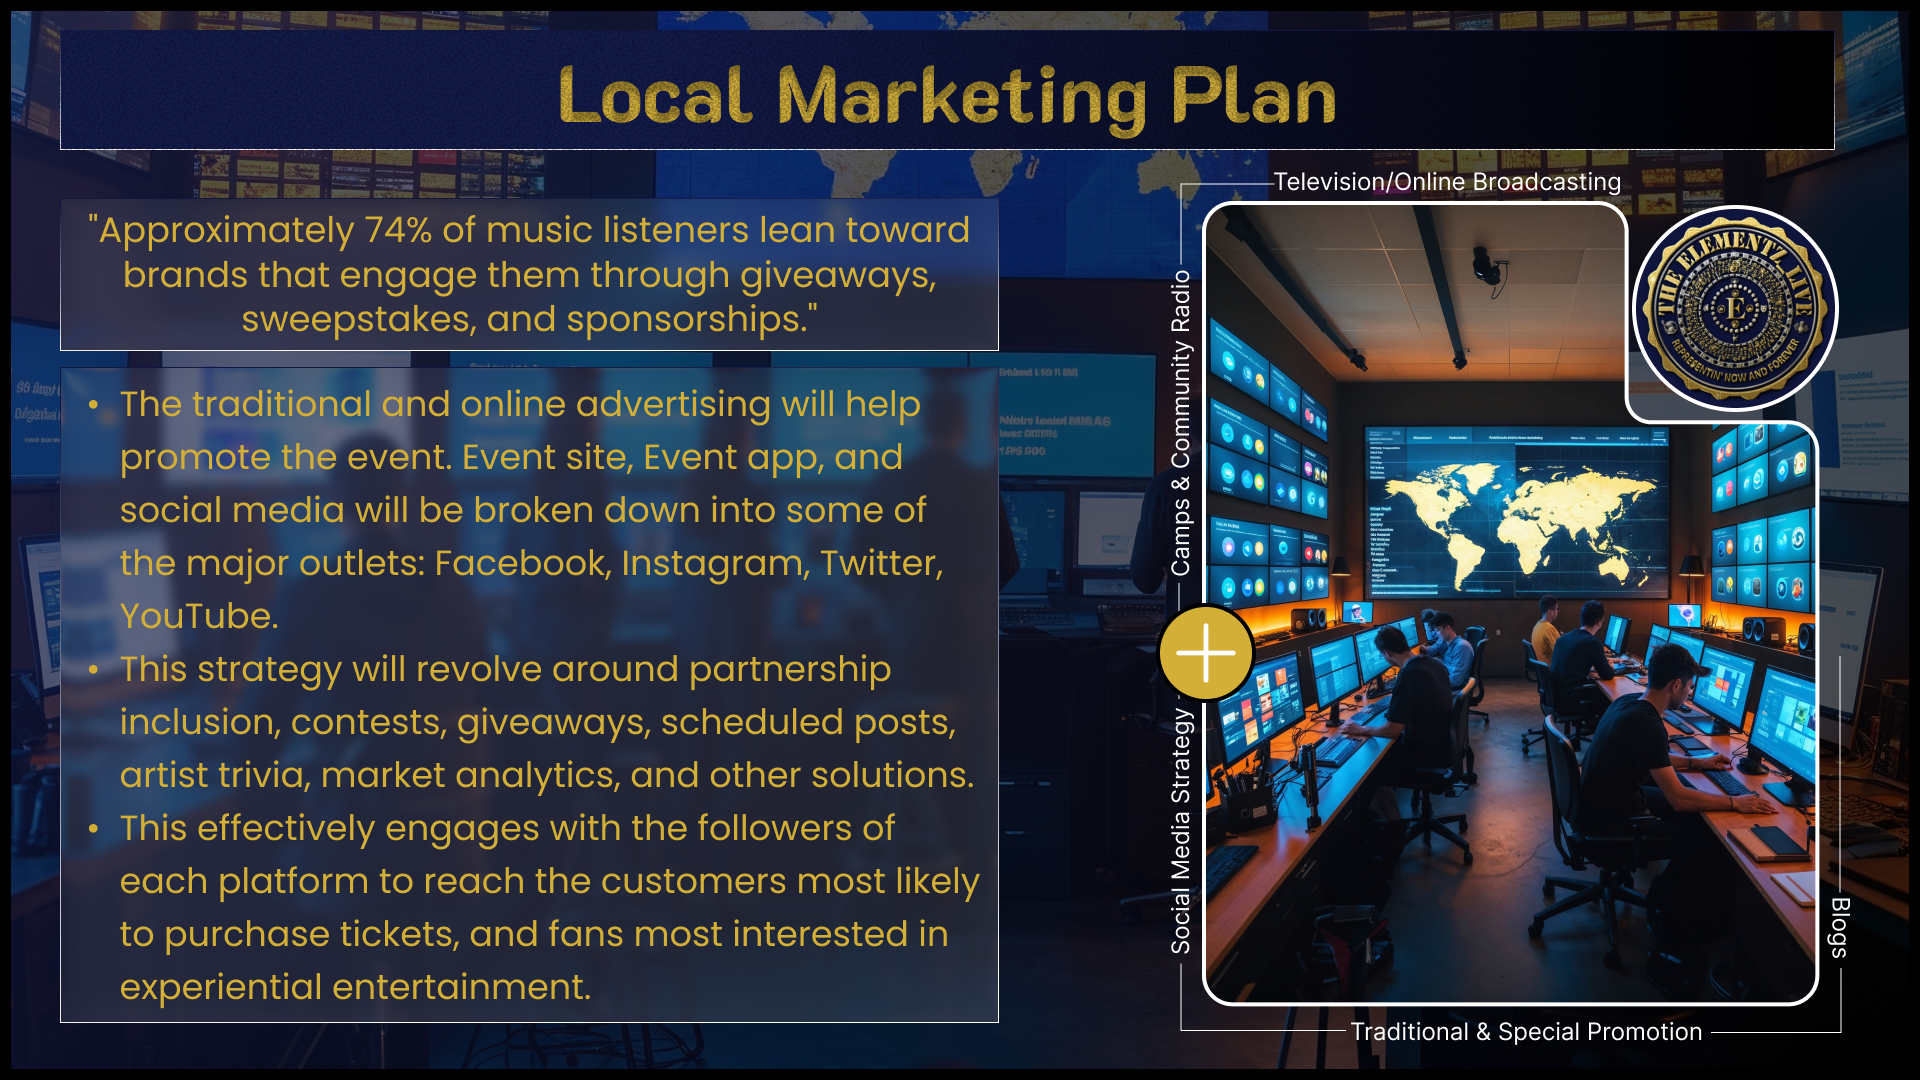 Local Marketing Plan
"Approximately 74% of music listeners lean toward
brands that engage them through giveaways,
sweepstakes, and sponsorships."
• The traditional and online advertising will help
promote the event. Event site, Event app, and
social media will be broken down into some of
the major outlets: Facebook, Instagram, Twitter,
YouTube.
• This strategy will revolve around partnership
inclusion, contests, giveaways, scheduled posts,
artist trivia, market analytics, and other solutions.
• This effectively engages with the followers of
each platform to reach the customers most likely
to purchase tickets, and fans most interested in
experiential entertainment.
Television/Online Broadcasting
Camps & Community Radio
Social Media Strategy
THE ELEMENTZ LIVE
E
REPRESENTIN' NOW AND FOREVER
Blogs
Traditional & Special Promotion